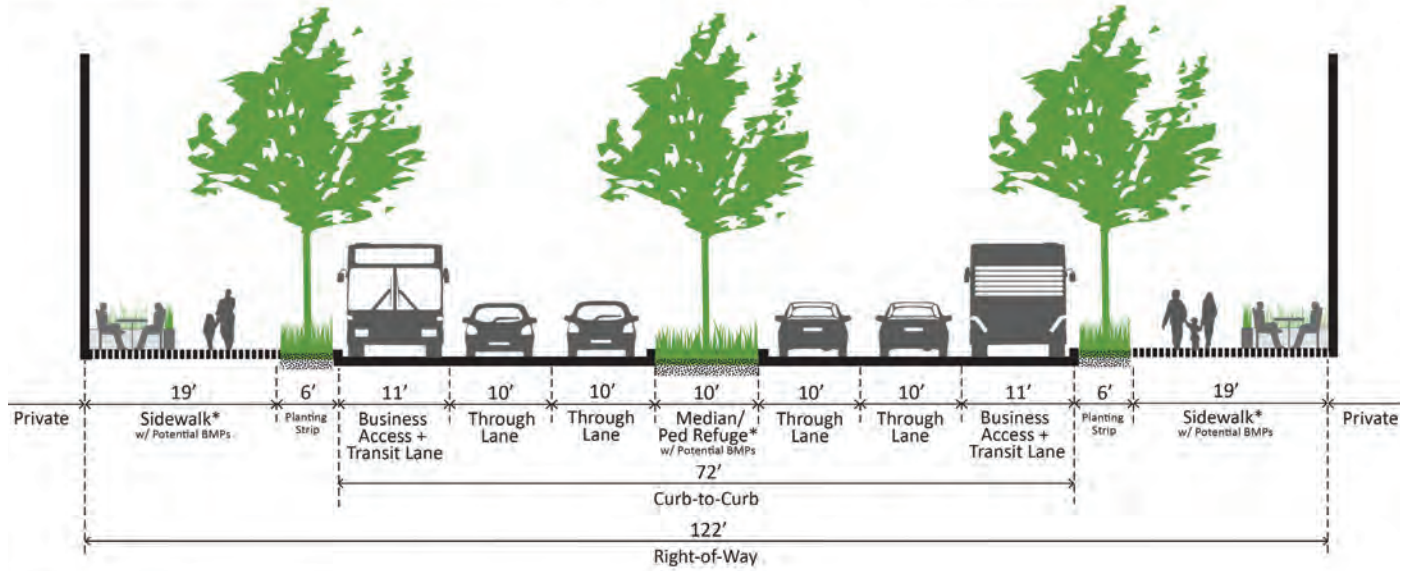 19’ 6’ 11’ 10’ 10’ 10’ 10’ 10’ 11’ 6’ 19’
Private
Sidewalk*
w/ Potential BMPs
Planting
Strip
Business
Access +
Transit Lane
Through
Lane
Through
Lane
Median/
Ped Refuge*
w/ Potential BMPs
Through
Lane
Through
Lane
Business
Access +
Transit Lane
Planting
Strip
Sidewalk*
w/ Potential BMPs
Private
72’
Curb-to-Curb
122’
Right-of-Way